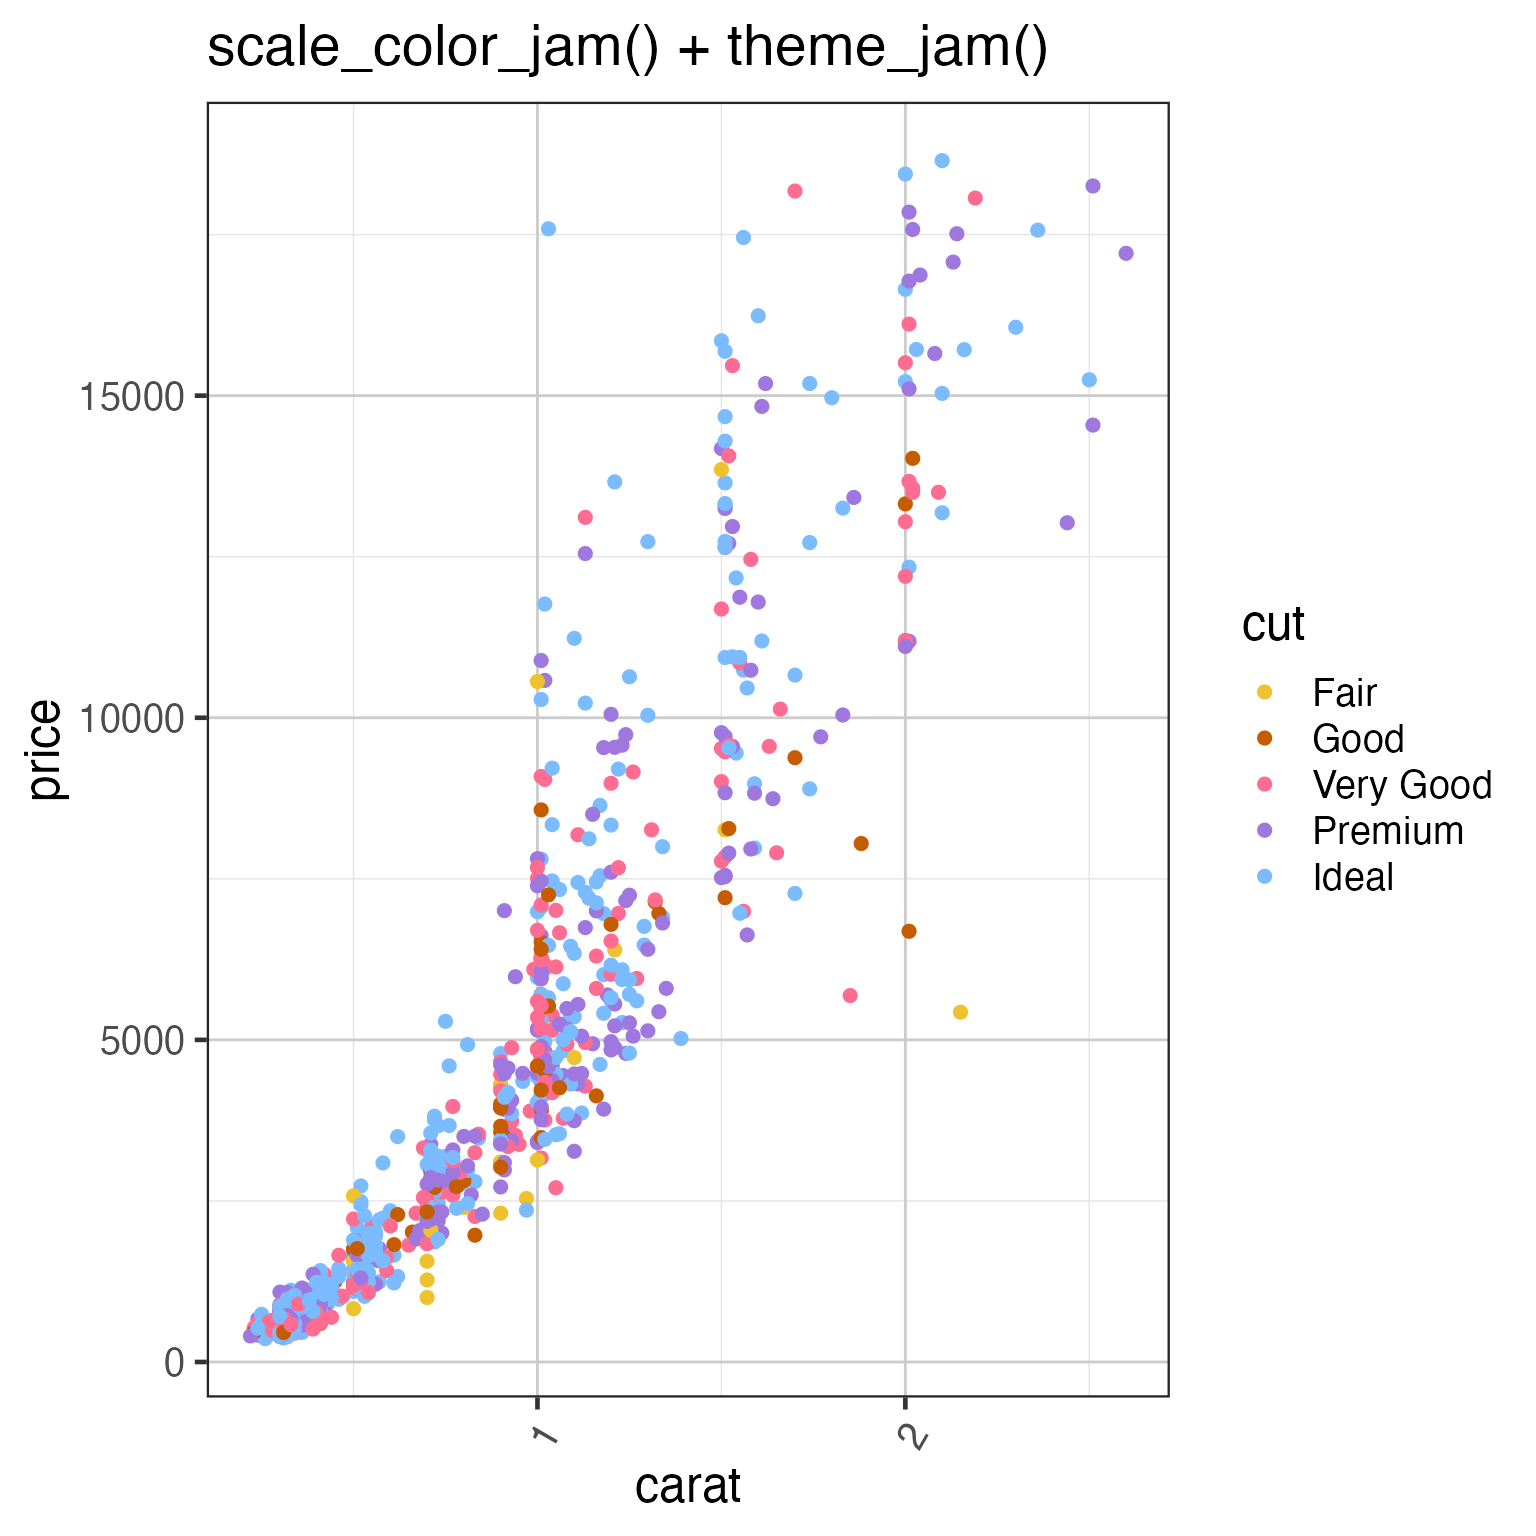 scale_color_jam() + theme_jam()
price
15000
10000
5000
0
1
2
carat
cut
Fair
Good
Very Good
Premium
Ideal